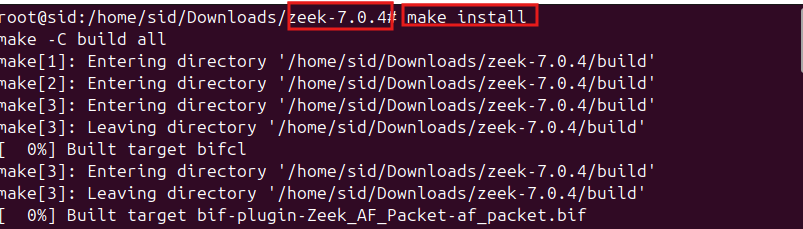 root@sid:/home/sid/Downloads/zeek-7.0.4# make install
make -C build all
make[1]: Entering directory '/home/sid/Downloads/zeek-7.0.4/build'
make[2]: Entering directory '/home/sid/Downloads/zeek-7.0.4/build'
make[3]: Entering directory '/home/sid/Downloads/zeek-7.0.4/build'
make[3]: Leaving directory '/home/sid/Downloads/zeek-7.0.4/build'
[  0%] Built target bifcl
make[3]: Entering directory '/home/sid/Downloads/zeek-7.0.4/build'
make[3]: Leaving directory '/home/sid/Downloads/zeek-7.0.4/build'
[  0%] Built target bif-plugin-Zeek_AF_Packet-af_packet.bif